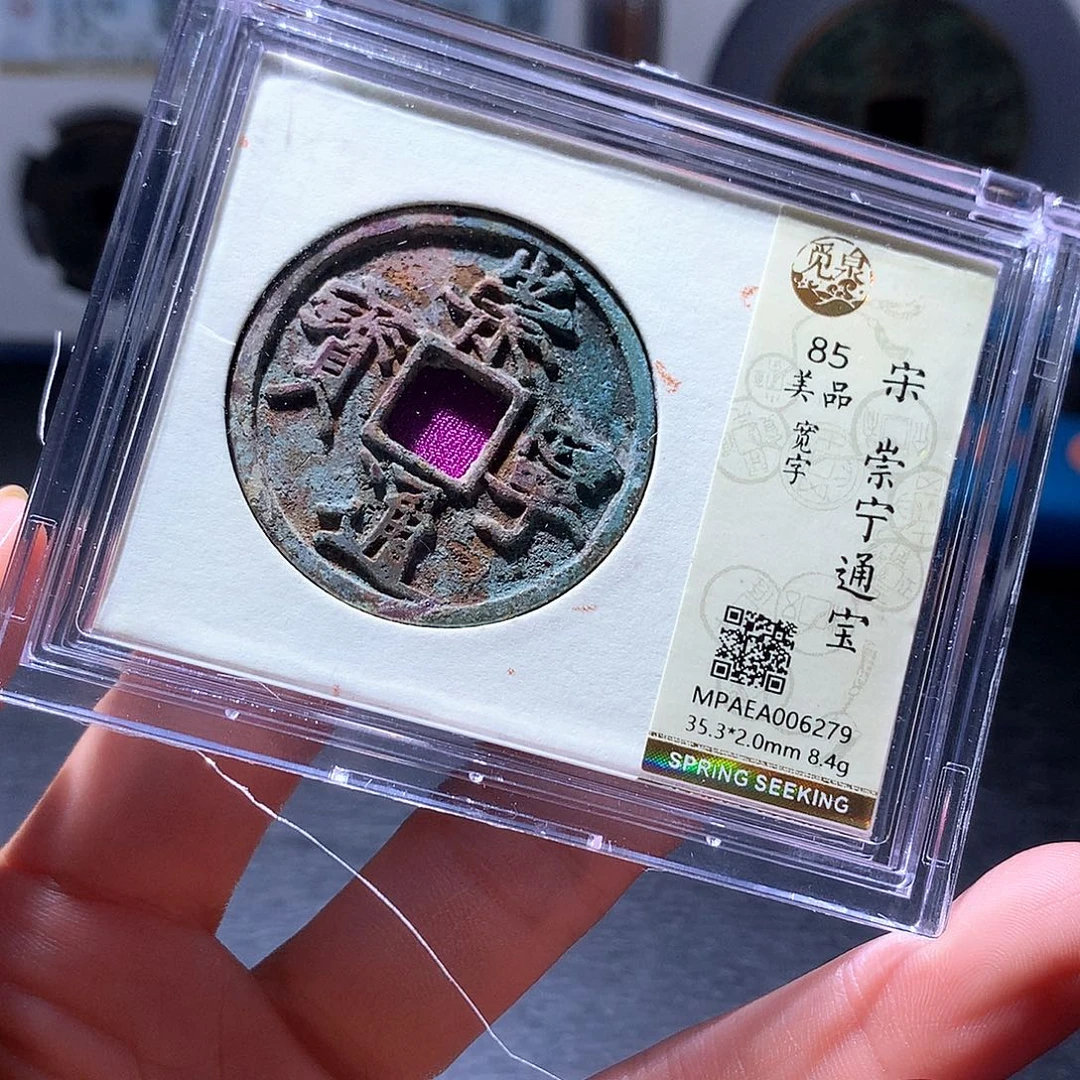 崇寧通寳
觅泉
85
美品
宽字
宋 崇宁通宝
MPAEA006279
35.3*2.0mm 8.4g
SPRING SEEKING